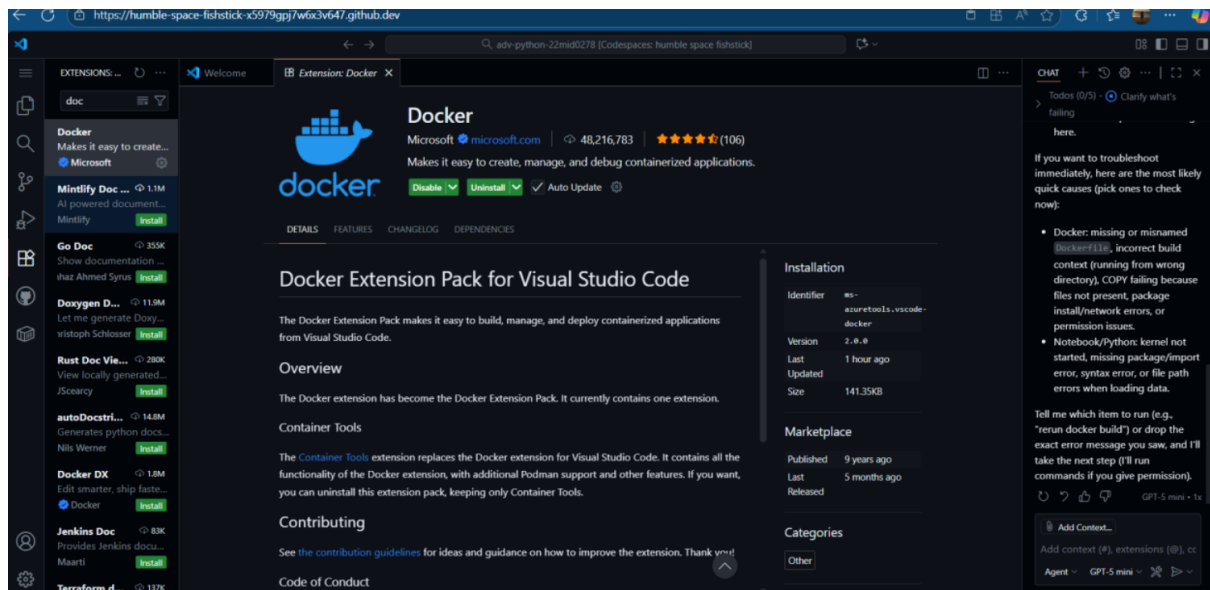 https://humble-space-fishstick-x5979gpj7w6x3v647.github.dev
adv-python-22mid0278 [Codespaces: humble space fishstick]
EXTENSIONS: ...
doc
Docker
Makes it easy to create...
Microsoft
Mintlify Doc ... 1.1M
AI powered document...
Mintlify Install
Go Doc 355K
Show documentation ...
haz Ahmed Syrus Install
Doxygen D... 11.9M
Let me generate Doxy...
ristoph Schlosser Install
Rust Doc Vie... 280K
View locally generated...
JScearcy Install
autoDocstri... 14.8M
Generates python docs...
Nils Werner Install
Docker DX 1.8M
Edit smarter, ship faste...
Docker Install
Jenkins Doc 83K
Provides Jenkins docu...
Maarti Install
Terraform d... 137K
Welcome
Extension: Docker
docker
Docker
Microsoft microsoft.com 48,216,783 (106)
Makes it easy to create, manage, and debug containerized applications.
Disable Uninstall Auto Update
DETAILS FEATURES CHANGELOG DEPENDENCIES
Docker Extension Pack for Visual Studio Code
The Docker Extension Pack makes it easy to build, manage, and deploy containerized applications
from Visual Studio Code.
Overview
The Docker extension has become the Docker Extension Pack. It currently contains one extension.
Container Tools
The Container Tools extension replaces the Docker extension for Visual Studio Code. It contains all the
functionality of the Docker extension, with additional Podman support and other features. If you want,
you can uninstall this extension pack, keeping only Container Tools.
Contributing
See the contribution guidelines for ideas and guidance on how to improve the extension. Thank you!
Code of Conduct
Installation
Identifier ms-
azuretools.vscode-
docker
Version 2.0.0
Last 1 hour ago
Updated
Size 141.35KB
Marketplace
Published 9 years ago
Last 5 months ago
Released
Categories
Other
CHAT
Todos (0/5) - Clarify what's
failing
here.
If you want to troubleshoot
immediately, here are the most likely
quick causes (pick ones to check
now):
• Docker: missing or misnamed
Dockerfile, incorrect build
context (running from wrong
directory), COPY failing because
files not present, package
install/network errors, or
permission issues.
• Notebook/Python: kernel not
started, missing package/import
error, syntax error, or file path
errors when loading data.
Tell me which item to run (e.g.,
"rerun docker build") or drop the
exact error message you saw, and I'll
take the next step (I'll run
commands if you give permission).
GPT-5 mini • 1x
Add Context...
Add context (#), extensions (@), cc
Agent GPT-5 mini